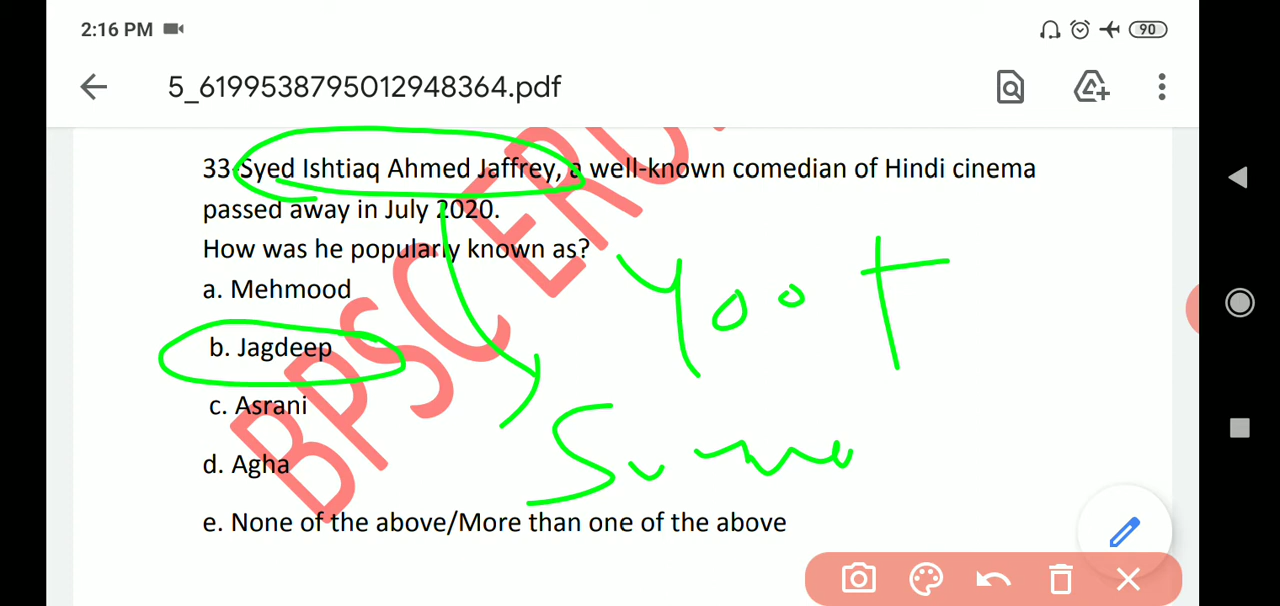 2:16 PM 90
5_6199538795012948364.pdf
33 Syed Ishtiaq Ahmed Jaffrey, a well-known comedian of Hindi cinema
passed away in July 2020.
How was he popularly known as?
a. Mehmood
b. Jagdeep
c. Asrani
d. Agha
e. None of the above/More than one of the above
BPSC ERO